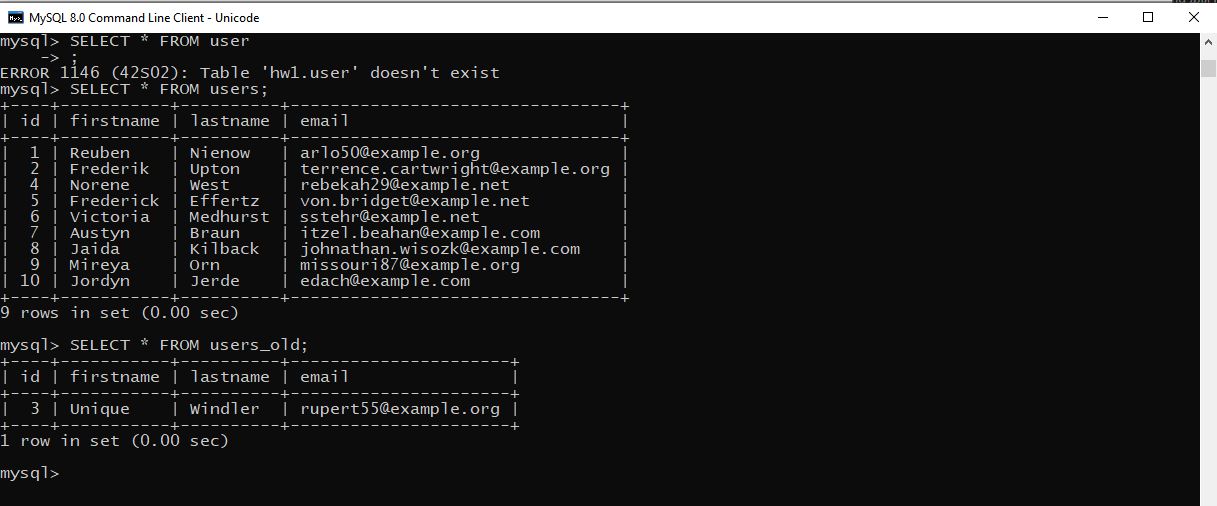 MySQL 8.0 Command Line Client - Unicode
mysql> SELECT * FROM user
    -> ;
ERROR 1146 (42S02): Table 'hw1.user' doesn't exist
mysql> SELECT * FROM users;
+----+-----------+----------+---------------------------------+
| id | firstname | lastname | email                           |
+----+-----------+----------+---------------------------------+
|  1 | Reuben    | Nienow   | arlo50@example.org              |
|  2 | Frederik  | Upton    | terrence.cartwright@example.org |
|  4 | Norene    | West     | rebekah29@example.net           |
|  5 | Frederick | Effertz  | von.bridget@example.net         |
|  6 | Victoria  | Medhurst | sstehr@example.net              |
|  7 | Austyn    | Braun    | itzel.beahan@example.com        |
|  8 | Jaida     | Kilback  | johnathan.wisozk@example.com    |
|  9 | Mireya    | Orn      | missouri87@example.org          |
| 10 | Jordyn    | Jerde    | edach@example.com               |
+----+-----------+----------+---------------------------------+
9 rows in set (0.00 sec)

mysql> SELECT * FROM users_old;
+----+-----------+----------+----------------------+
| id | firstname | lastname | email                |
+----+-----------+----------+----------------------+
|  3 | Unique    | Windler  | rupert55@example.org |
+----+-----------+----------+----------------------+
1 row in set (0.00 sec)

mysql>